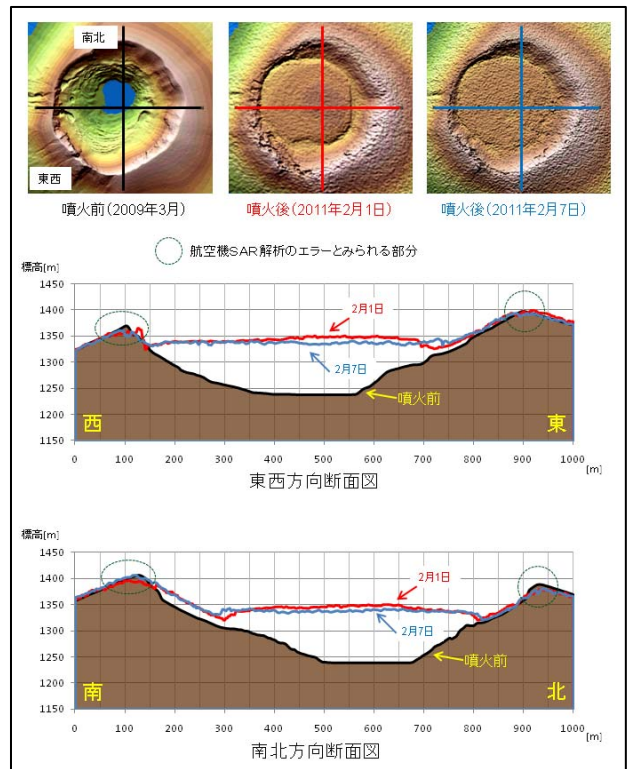 南北
東西
噴火前(2009年3月)
噴火後(2011年2月1日)
噴火後(2011年2月7日)
航空機SAR解析のエラーとみられる部分
標高[m]
1450
1400
1350
1300
1250
1200
1150
2月1日
2月7日
噴火前
西
東
0 100 200 300 400 500 600 700 800 900 1000
[m]
東西方向断面図
標高[m]
1450
1400
1350
1300
1250
1200
1150
2月1日
2月7日
噴火前
南
北
0 100 200 300 400 500 600 700 800 900 1000
[m]
南北方向断面図